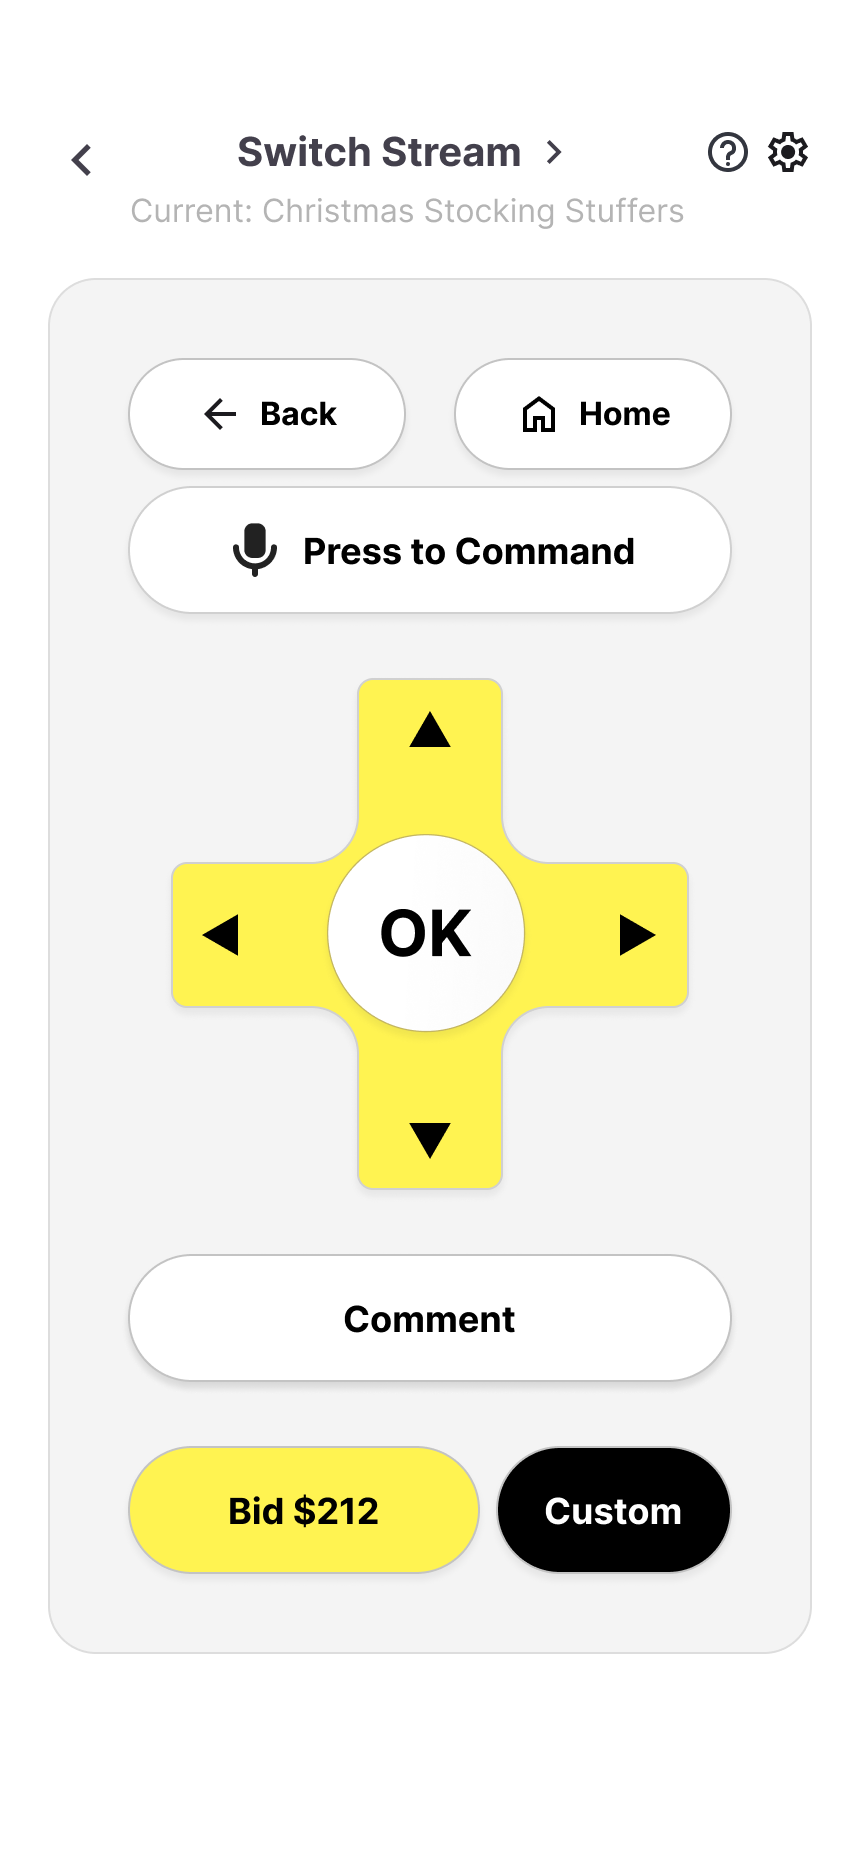 Switch Stream
Current: Christmas Stocking Stuffers
Back
Home
Press to Command
OK
Comment
Bid $212
Custom